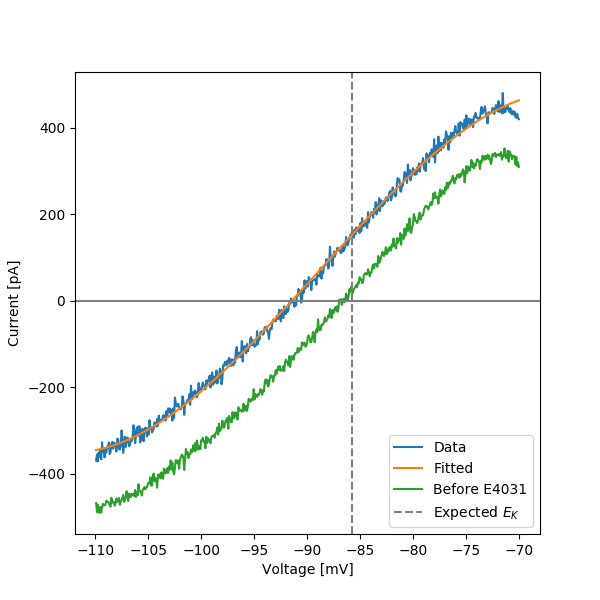 Current [pA]
400
200
0
−200
−400
Data
Fitted
Before E4031
Expected E_K
−110 −105 −100 −95 −90 −85 −80 −75 −70
Voltage [mV]